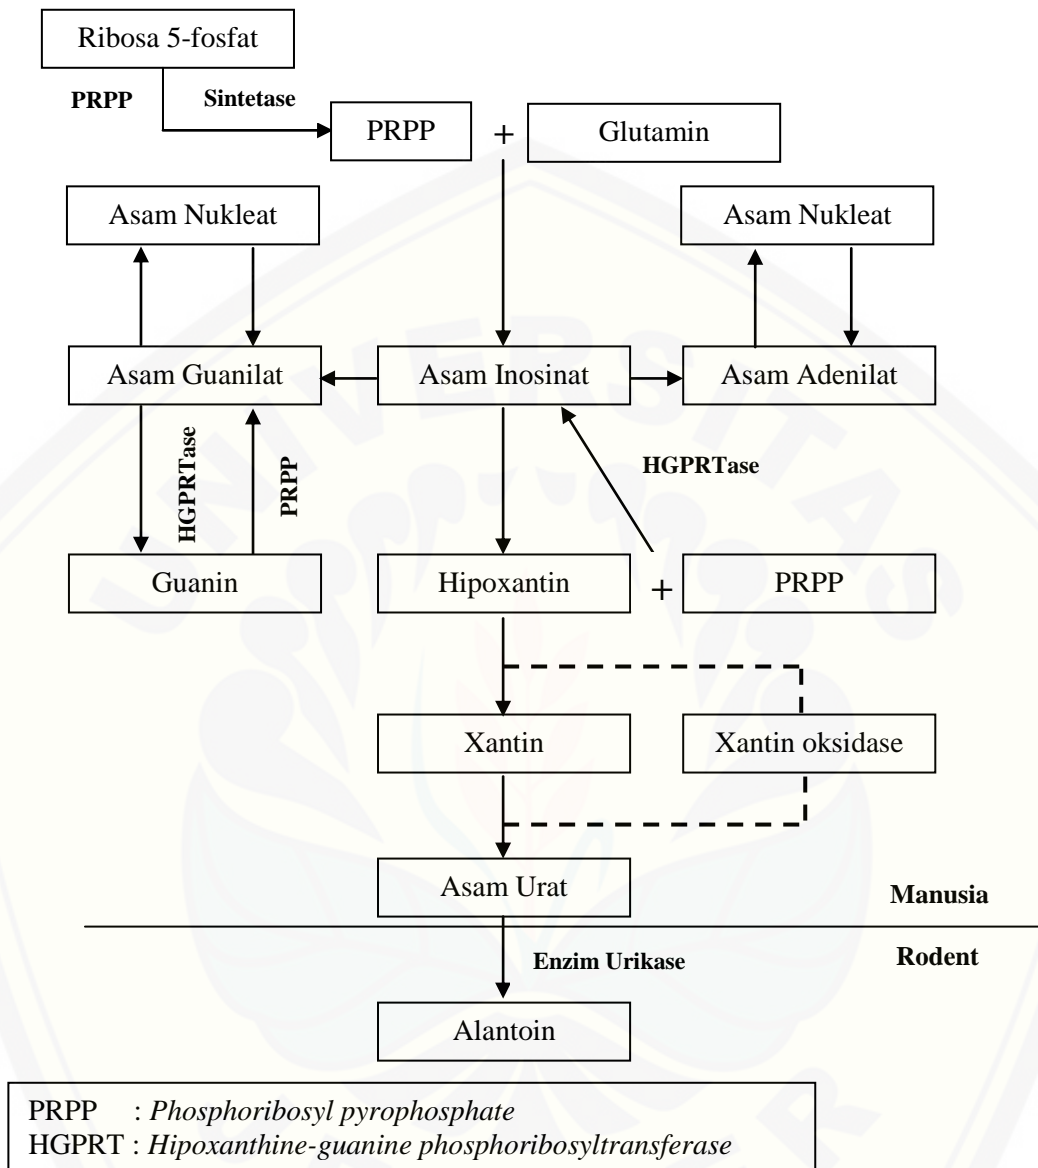 Ribosa 5-fosfat
PRPP Sintetase
PRPP + Glutamin
Asam Nukleat
Asam Nukleat
Asam Guanilat
Asam Inosinat
Asam Adenilat
HGPRTase
PRPP
HGPRTase
Guanin
Hipoxantin + PRPP
Xantin
Xantin oksidase
Asam Urat
Manusia
Enzim Urikase
Rodent
Alantoin
PRPP : Phosphoribosyl pyrophosphate
HGPRT : Hipoxanthine-guanine phosphoribosyltransferase
UNIVERSITAS